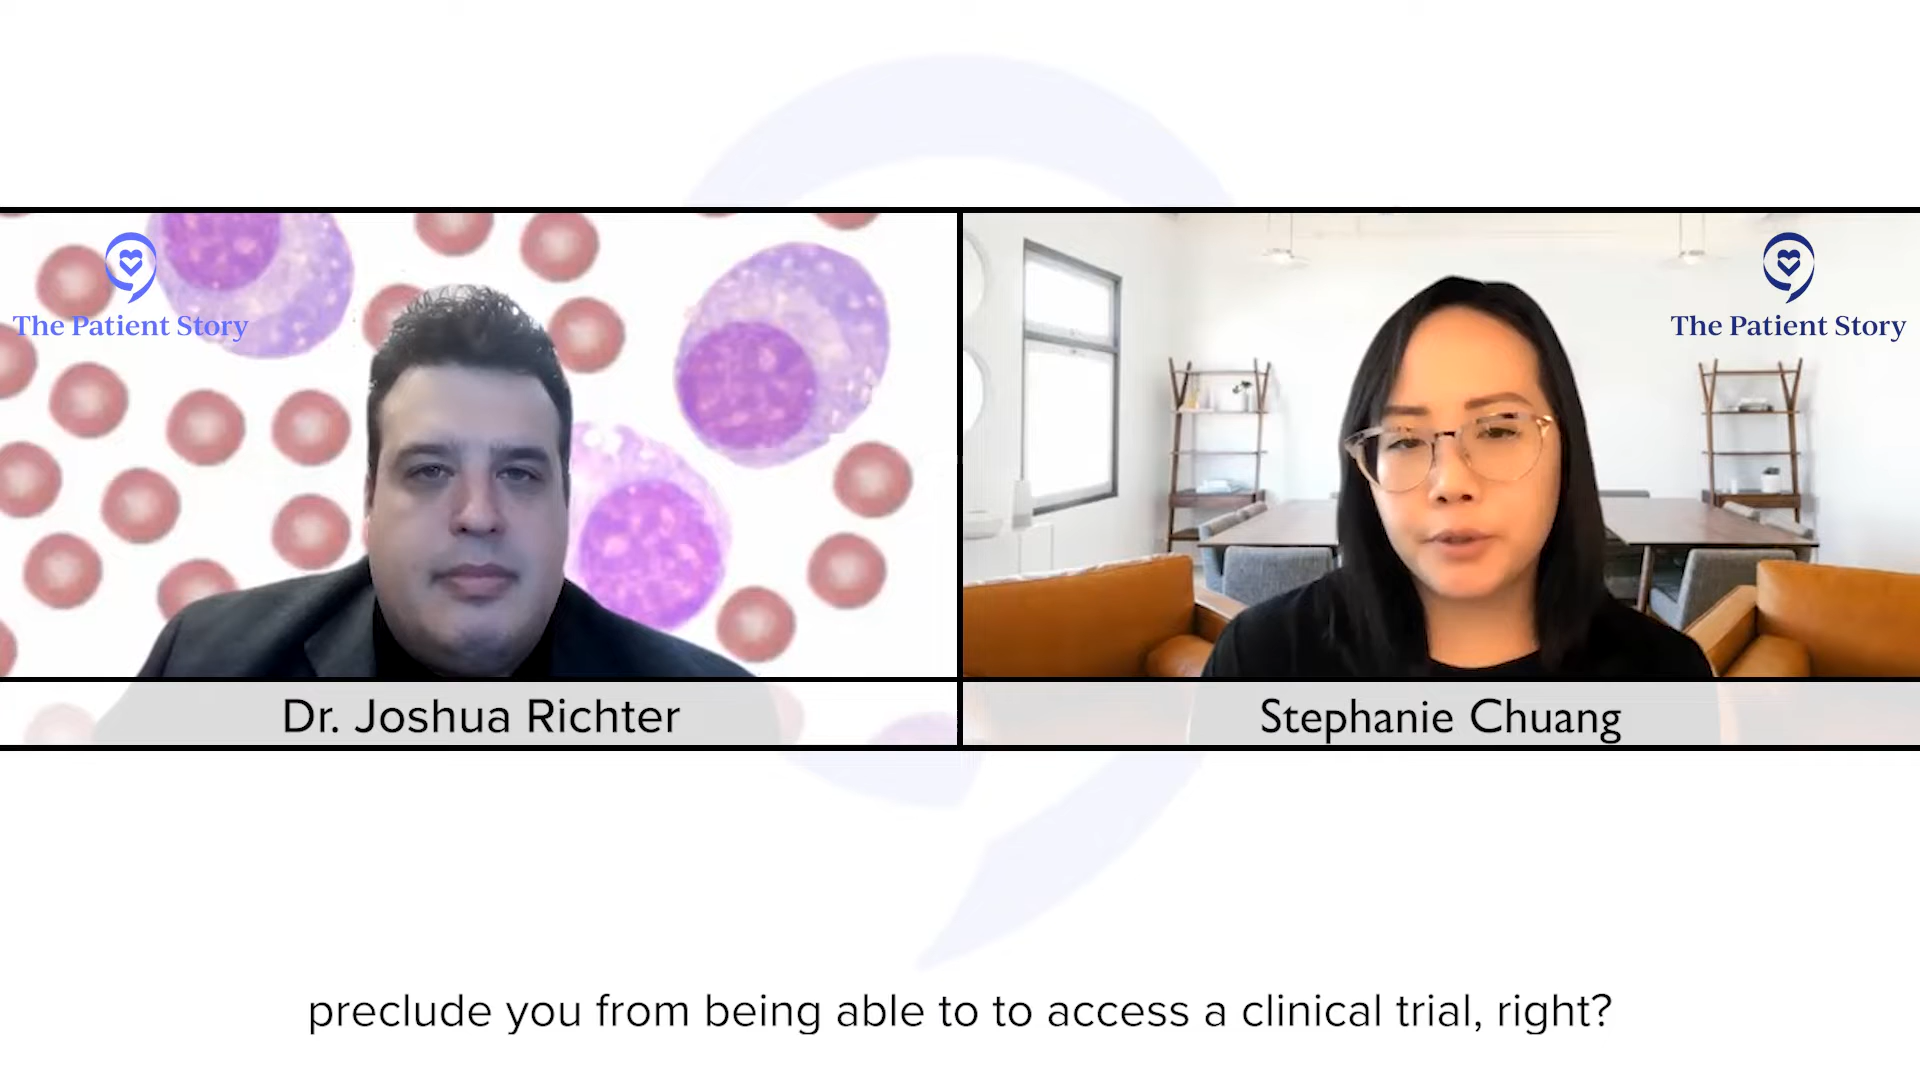 The Patient Story
The Patient Story
Dr. Joshua Richter
Stephanie Chuang
preclude you from being able to to access a clinical trial, right?